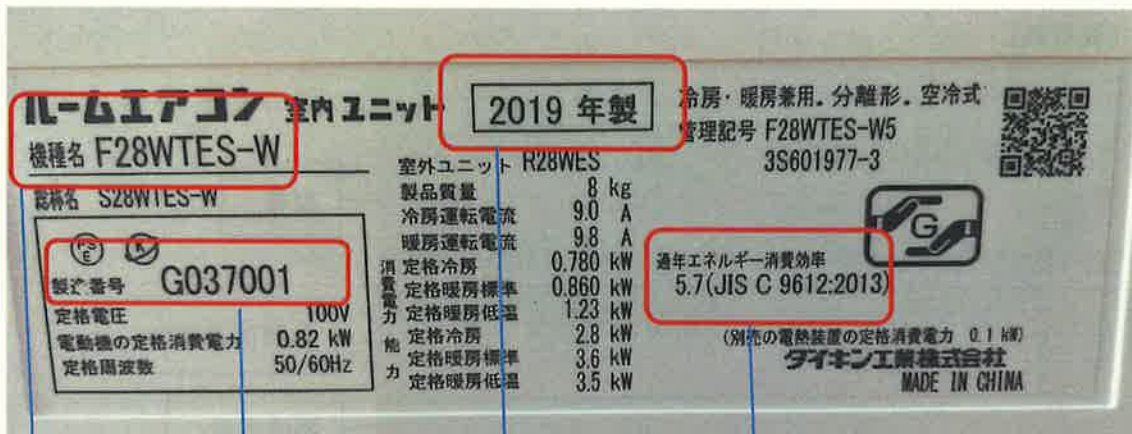 ルームエアコン 室内ユニット
2019 年製
冷房・暖房兼用。分離形。空冷式
管理記号 F28WTES-W5
3S601977-3
機種名 F28WTES-W
総称名 S28WTES-W
PS E K
製造番号 G037001
定格電圧 100V
電動機の定格消費電力 0.82 kW
定格周波数 50/60Hz
室外ユニット R28WES
製品質量 8 kg
冷房運転電流 9.0 A
暖房運転電流 9.8 A
消費電力 定格冷房 0.780 kW
定格暖房標準 0.860 kW
定格暖房低温 1.23 kW
能力 定格冷房 2.8 kW
定格暖房標準 3.6 kW
定格暖房低温 3.5 kW
G
通年エネルギー消費効率
5.7(JIS C 9612:2013)
(別売の電熱装置の定格消費電力 0.1 kW)
ダイキン工業株式会社
MADE IN CHINA